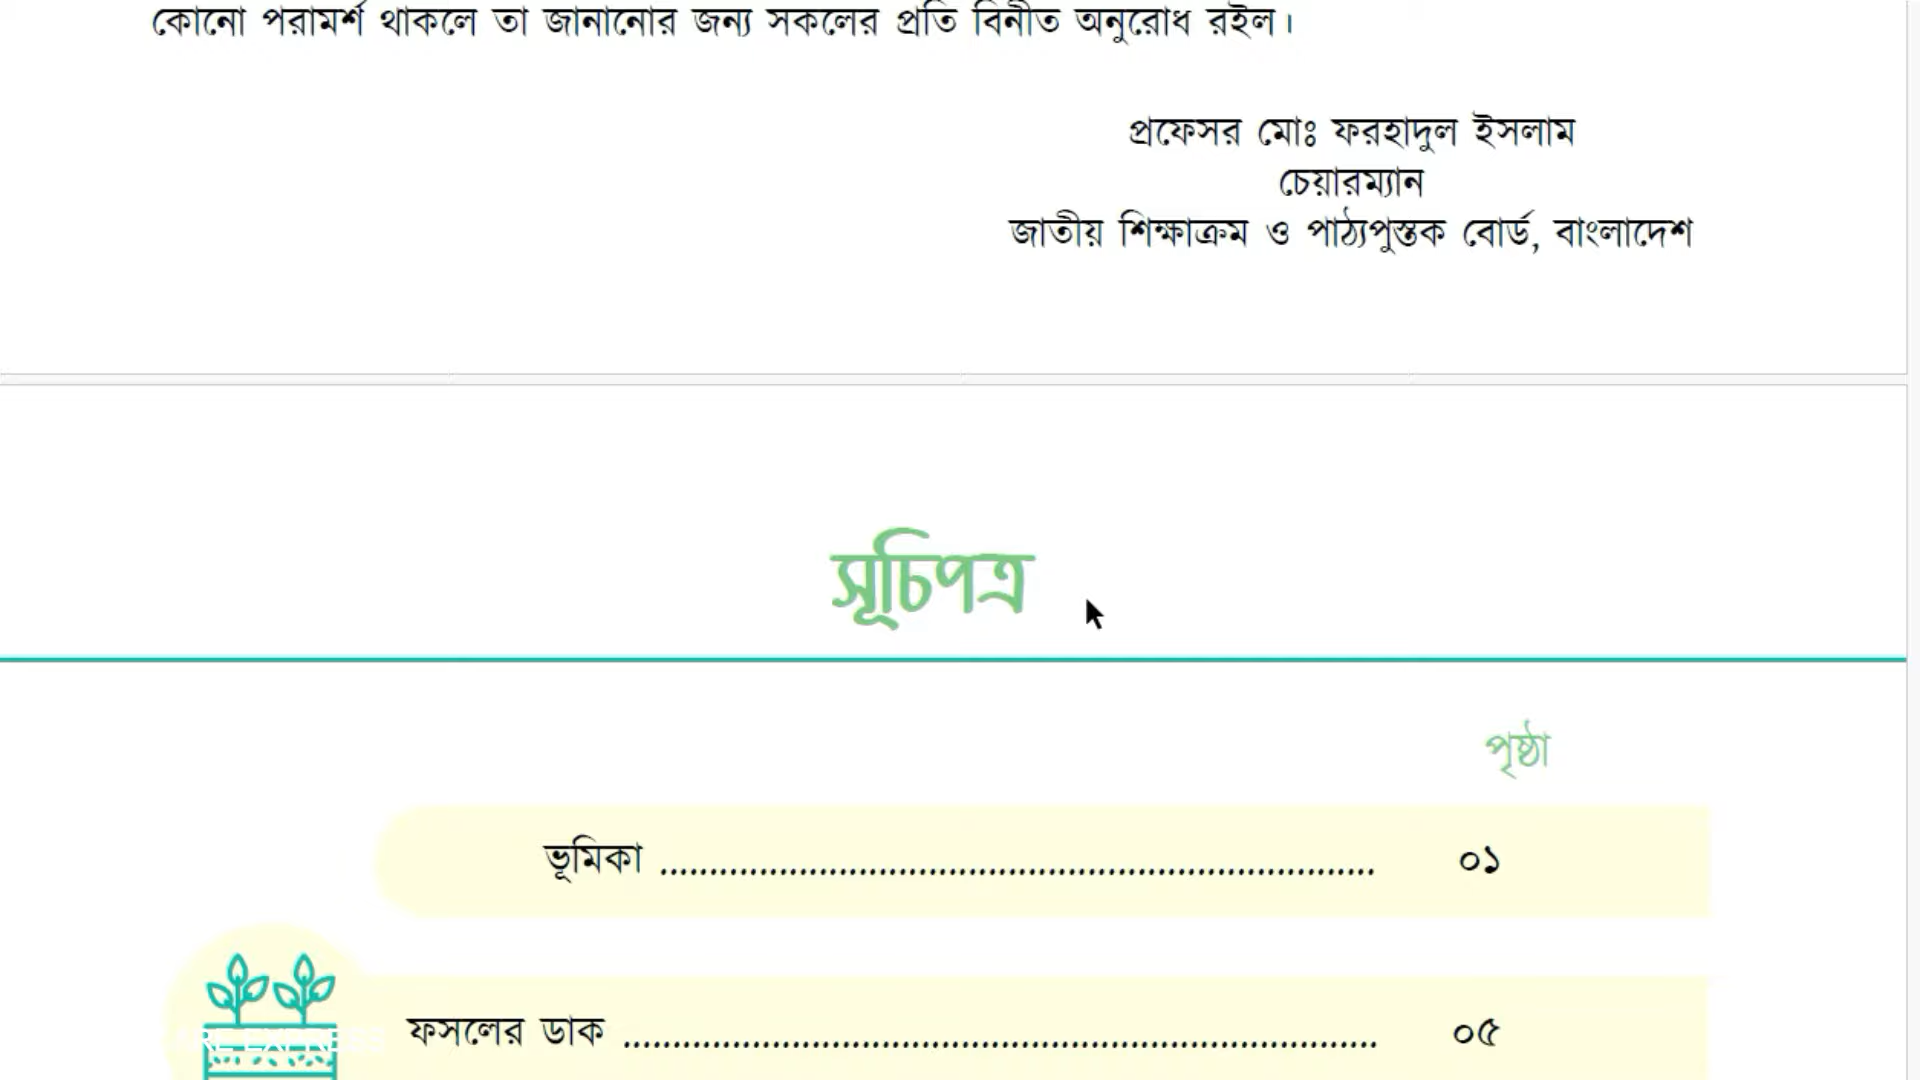 কোনো পরামর্শ থাকলে তা জানানোর জন্য সকলের প্রতি বিনীত অনুরোধ রইল।
প্রফেসর মোঃ ফরহাদুল ইসলাম
চেয়ারম্যান
জাতীয় শিক্ষাক্রম ও পাঠ্যপুস্তক বোর্ড, বাংলাদেশ
সূচিপত্র
পৃষ্ঠা
ভূমিকা ........................................................................ ০১
ফসলের ডাক ............................................................................ ০৫